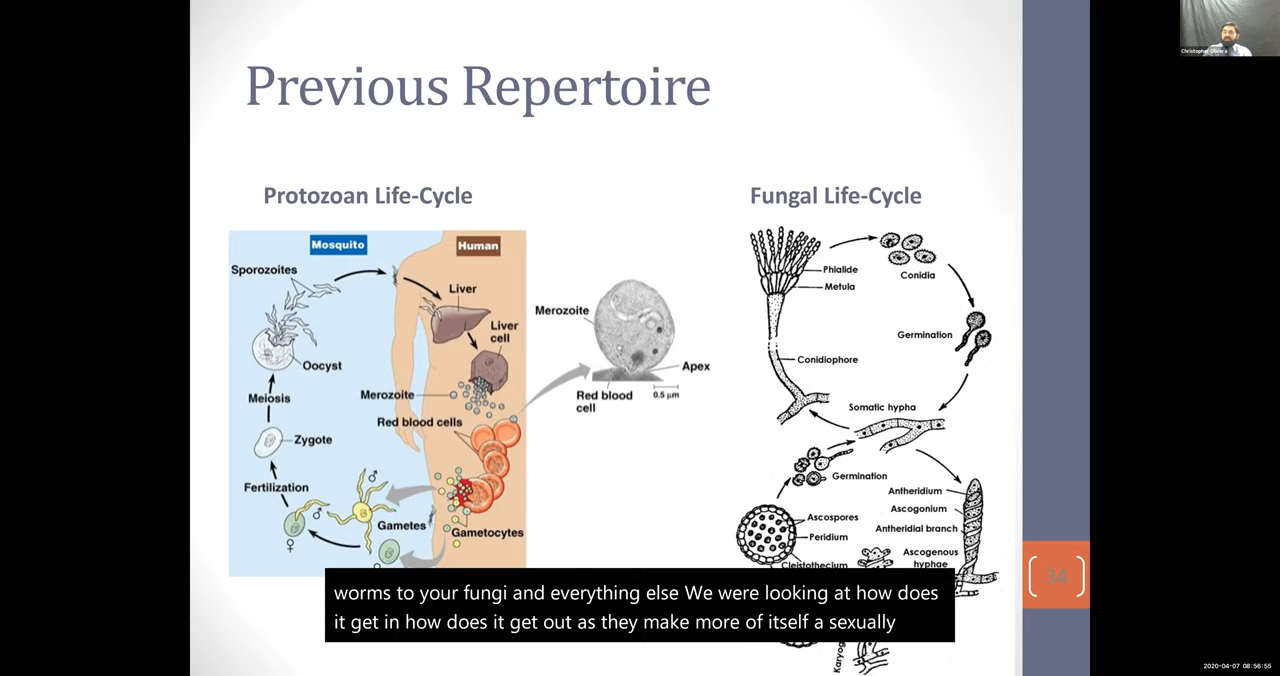 Previous Repertoire
Christopher Olivera
Protozoan Life-Cycle
Mosquito
Human
Sporozoites
Liver
Liver
cell
Oocyst
Merozoite
Meiosis
Red blood cells
Zygote
Fertilization
Gametes
Gametocytes
♂
♂
♀
Merozoite
Apex
Red blood
cell
0.5 µm
Fungal Life-Cycle
Phialide
Metula
Conidia
Germination
Conidiophore
Somatic hypha
Germination
Antheridium
Ascogonium
Antheridial branch
Ascospores
Peridium
Cleistothecium
Ascogenous
hyphae
34
worms to your fungi and everything else We were looking at how does
it get in how does it get out as they make more of itself a sexually
2020-04-07 08:56:55